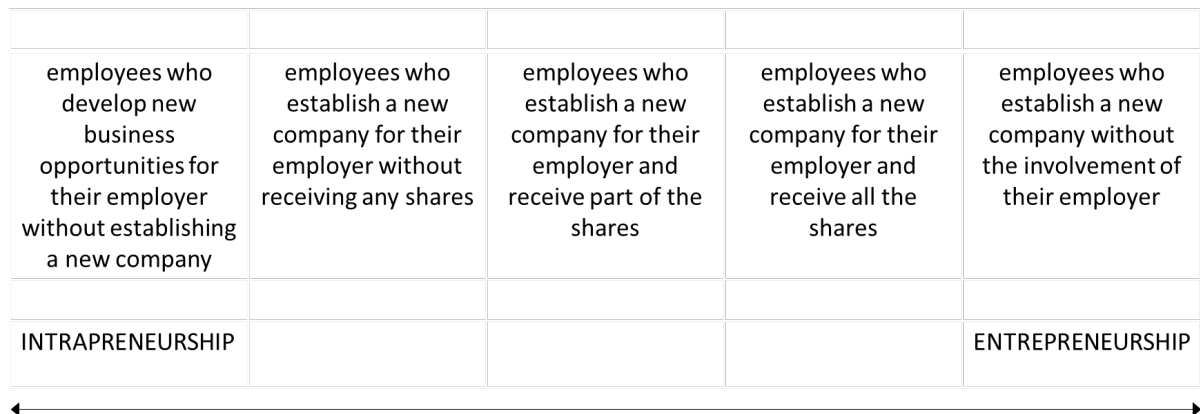 employees who
develop new
business
opportunities for
their employer
without establishing
a new company
employees who
establish a new
company for their
employer without
receiving any shares
employees who
establish a new
company for their
employer and
receive part of the
shares
employees who
establish a new
company for their
employer and
receive all the
shares
employees who
establish a new
company without
the involvement of
their employer
INTRAPRENEURSHIP
ENTREPRENEURSHIP